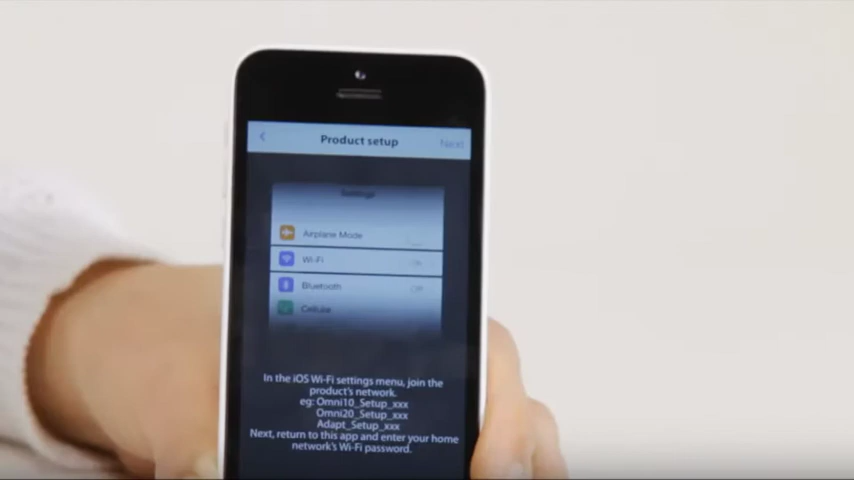 Product setup Next
Settings
Airplane Mode
Wi-Fi On
Bluetooth Off
Cellular
In the iOS Wi-Fi settings menu, join the
product's network.
eg: Omni10_Setup_xxx
Omni20_Setup_xxx
Adapt_Setup_xxx
Next, return to this app and enter your home
network's Wi-Fi password.